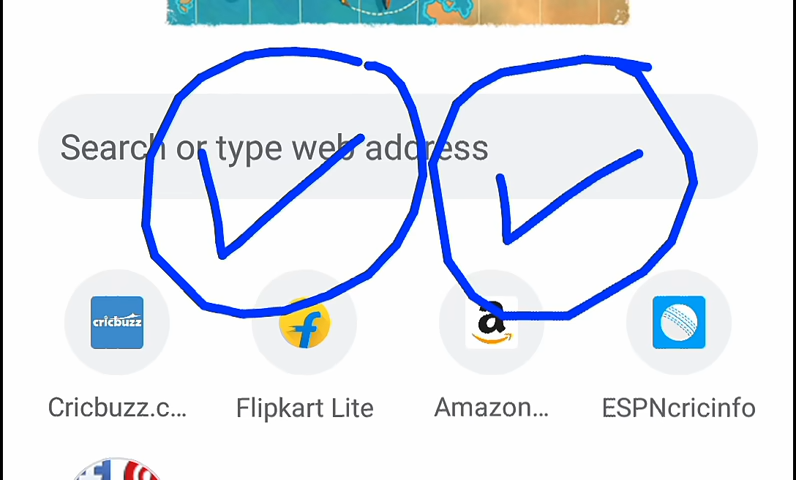 Search or type web address
cricbuzz
Cricbuzz.c... Flipkart Lite Amazon... ESPNcricinfo